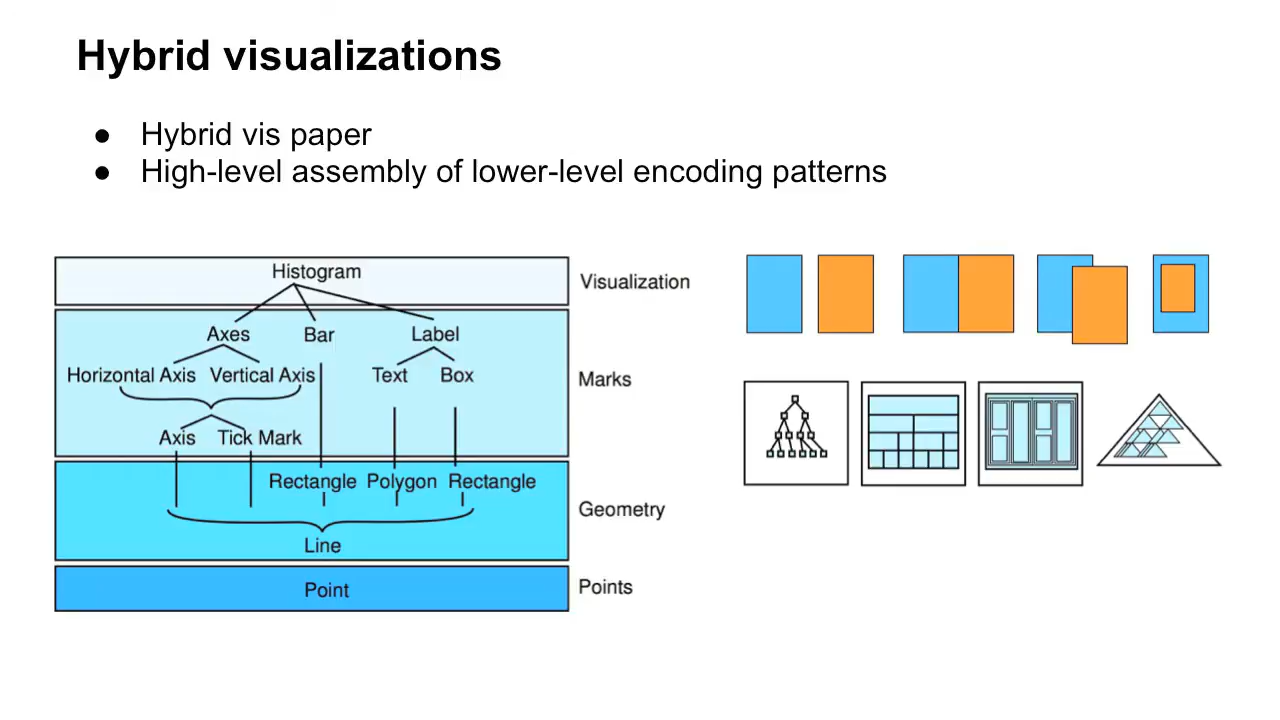 Hybrid visualizations
● Hybrid vis paper
● High-level assembly of lower-level encoding patterns
Histogram
Visualization
Axes Bar Label
Horizontal Axis Vertical Axis Text Box
Marks
Axis Tick Mark
Rectangle Polygon Rectangle
Geometry
Line
Point
Points